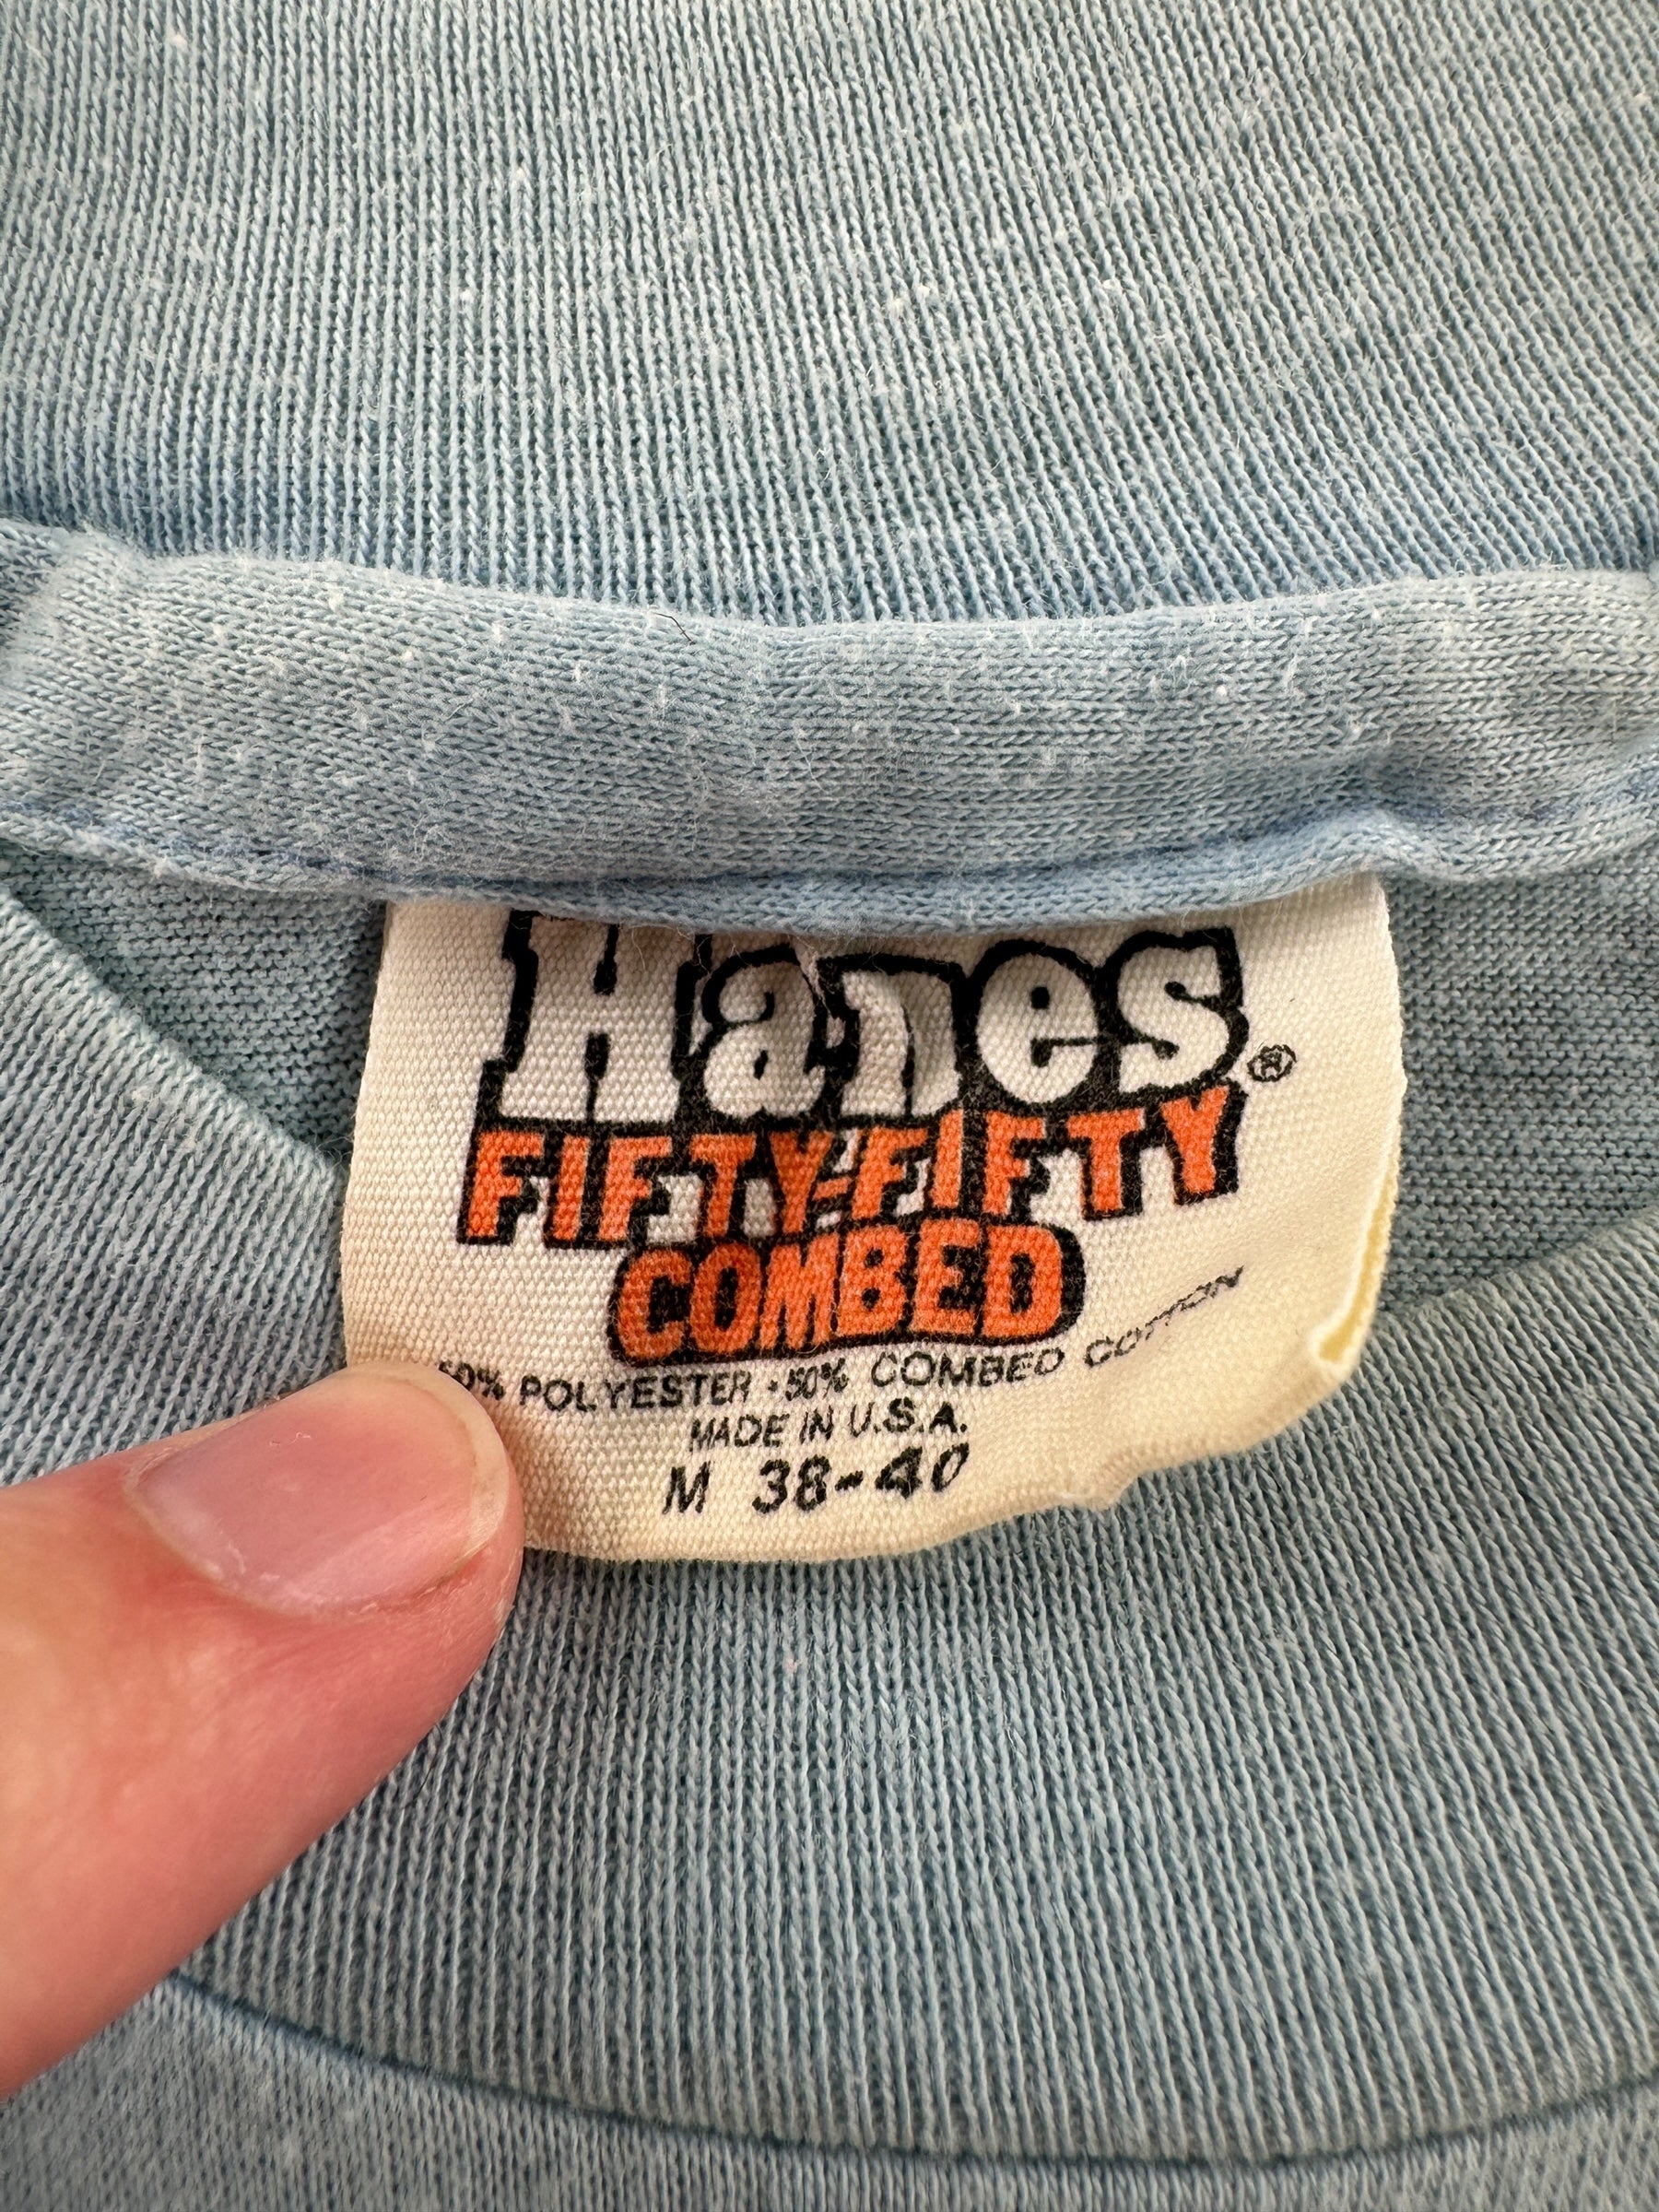 Hanes®
FIFTY-FIFTY
COMBED
50% POLYESTER • 50% COMBED COTTON
MADE IN U.S.A.
M 38-40